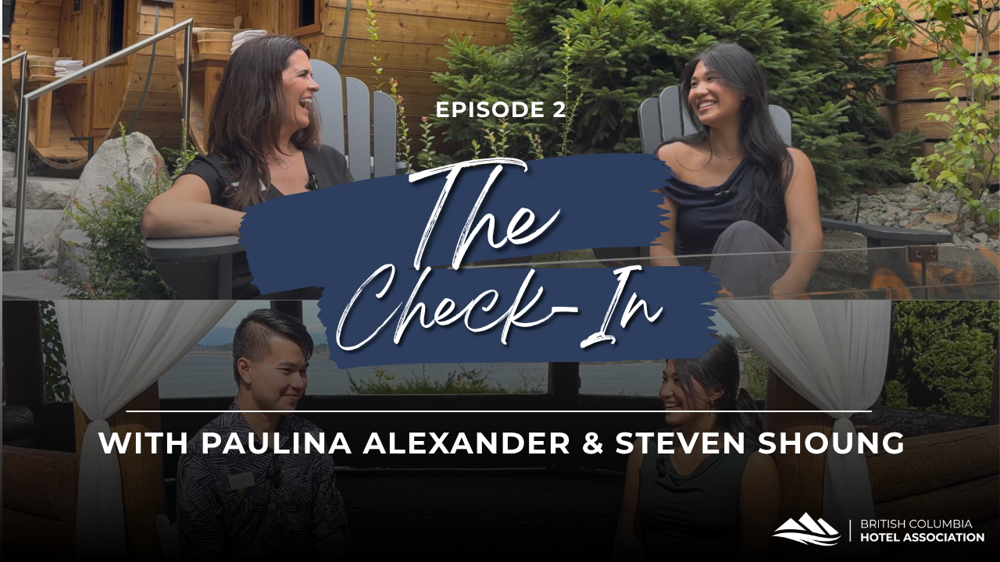 EPISODE 2
The
Check-In
WITH PAULINA ALEXANDER & STEVEN SHOUNG
BRITISH COLUMBIA
HOTEL ASSOCIATION